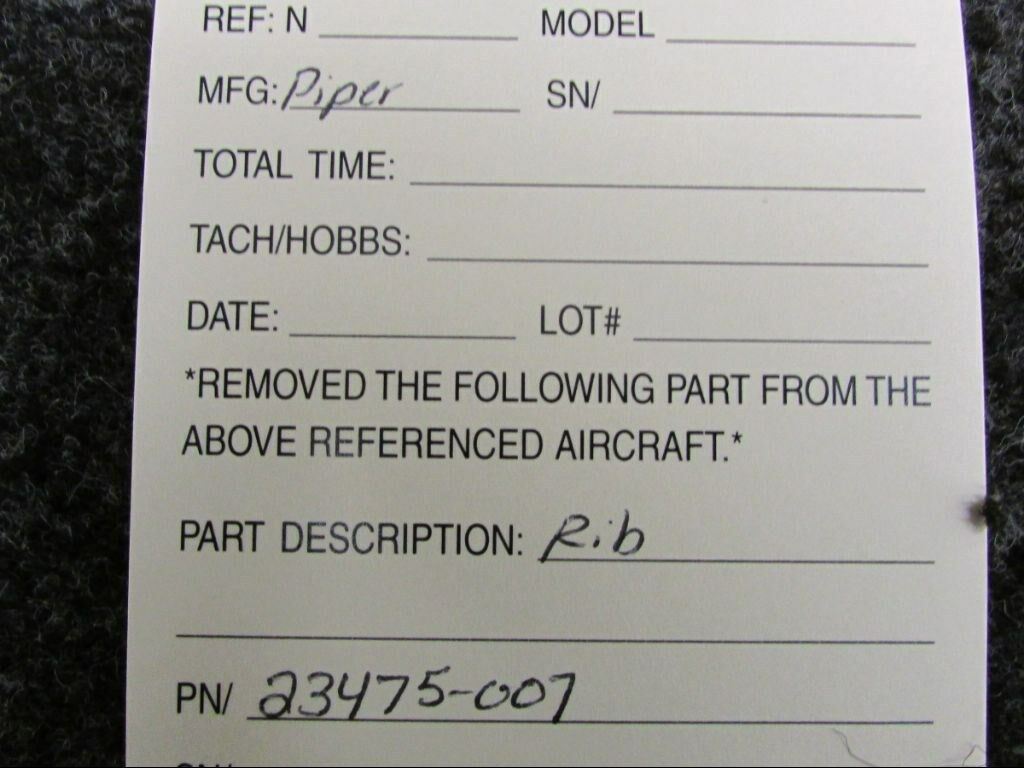 REF: N MODEL
MFG: Piper SN/
TOTAL TIME:
TACH/HOBBS:
DATE: LOT#
*REMOVED THE FOLLOWING PART FROM THE
ABOVE REFERENCED AIRCRAFT.*
PART DESCRIPTION: Rib
PN/ 23475-007